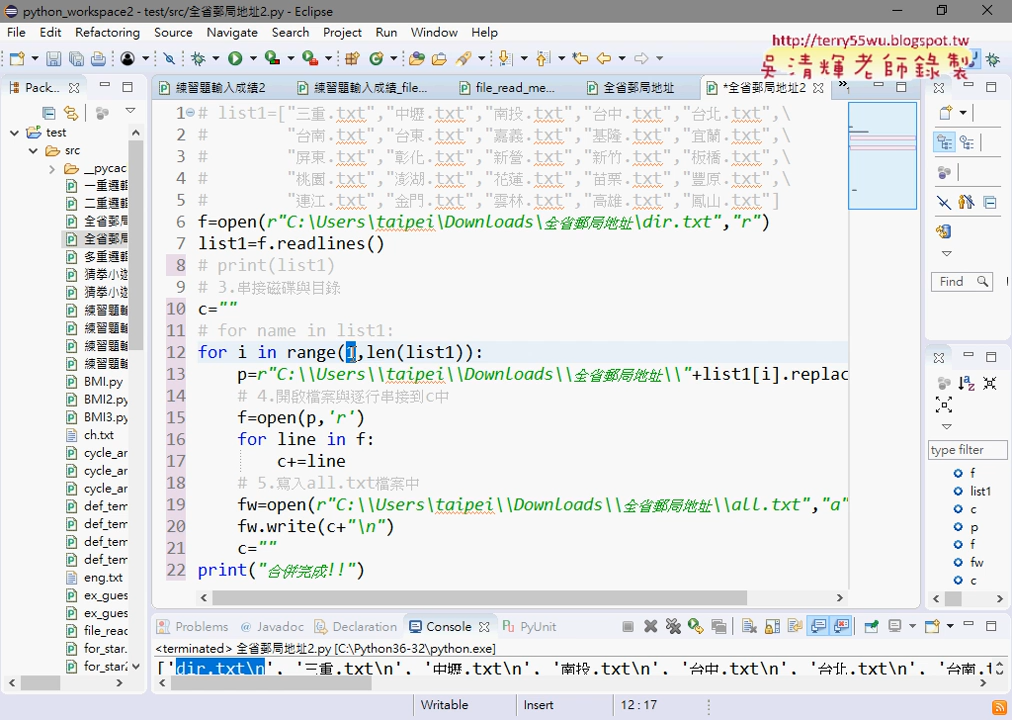 python_workspace2 - test/src/全省郵局地址2.py - Eclipse
File Edit Refactoring Source Navigate Search Project Run Window Help
http://terry55wu.blogspot.tw
吳清輝老師錄製
Pack...
練習題輸入成績2 練習題輸入成績_file... file_read_me... 全省郵局地址 *全省郵局地址2
test
src
__pycac
一重邏輯
二重邏輯
全省郵局
全省郵局
多重邏輯
猜拳小遊
猜拳小遊
練習題輸
練習題輸
練習題輸
練習題輸
BMI.py
BMI2.py
BMI3.py
ch.txt
cycle_ar
cycle_ar
cycle_ar
def_tem
def_tem
def_tem
def_tem
eng.txt
ex_gues
ex_gues
file_reac
for_star.
for_star2
1 # list1=["三重.txt","中壢.txt","南投.txt","台中.txt","台北.txt",\
2 # "台南.txt","台東.txt","嘉義.txt","基隆.txt","宜蘭.txt",\
3 # "屏東.txt","彰化.txt","新營.txt","新竹.txt","板橋.txt",\
4 # "桃園.txt","澎湖.txt","花蓮.txt","苗栗.txt","豐原.txt",\
5 # "連江.txt","金門.txt","雲林.txt","高雄.txt","鳳山.txt"]
6 f=open(r"C:\Users\taipei\Downloads\全省郵局地址\dir.txt","r")
7 list1=f.readlines()
8 # print(list1)
9 # 3.串接磁碟與目錄
10 c=""
11 # for name in list1:
12 for i in range(1,len(list1)):
13 p=r"C:\\Users\\taipei\\Downloads\\全省郵局地址\\"+list1[i].replac
14 # 4.開啟檔案與逐行串接到c中
15 f=open(p,'r')
16 for line in f:
17 c+=line
18 # 5.寫入all.txt檔案中
19 fw=open(r"C:\\Users\\taipei\\Downloads\\全省郵局地址\\all.txt","a"
20 fw.write(c+"\n")
21 c=""
22 print("合併完成!!")
Find
type filter
f
list1
c
p
f
fw
c
Problems @ Javadoc Declaration Console PyUnit
<terminated> 全省郵局地址2.py [C:\Python36-32\python.exe]
['dir.txt\n', '三重.txt\n', '中壢.txt\n', '南投.txt\n', '台中.txt\n', '台北.txt\n', '台南.1
Writable Insert 12 : 17